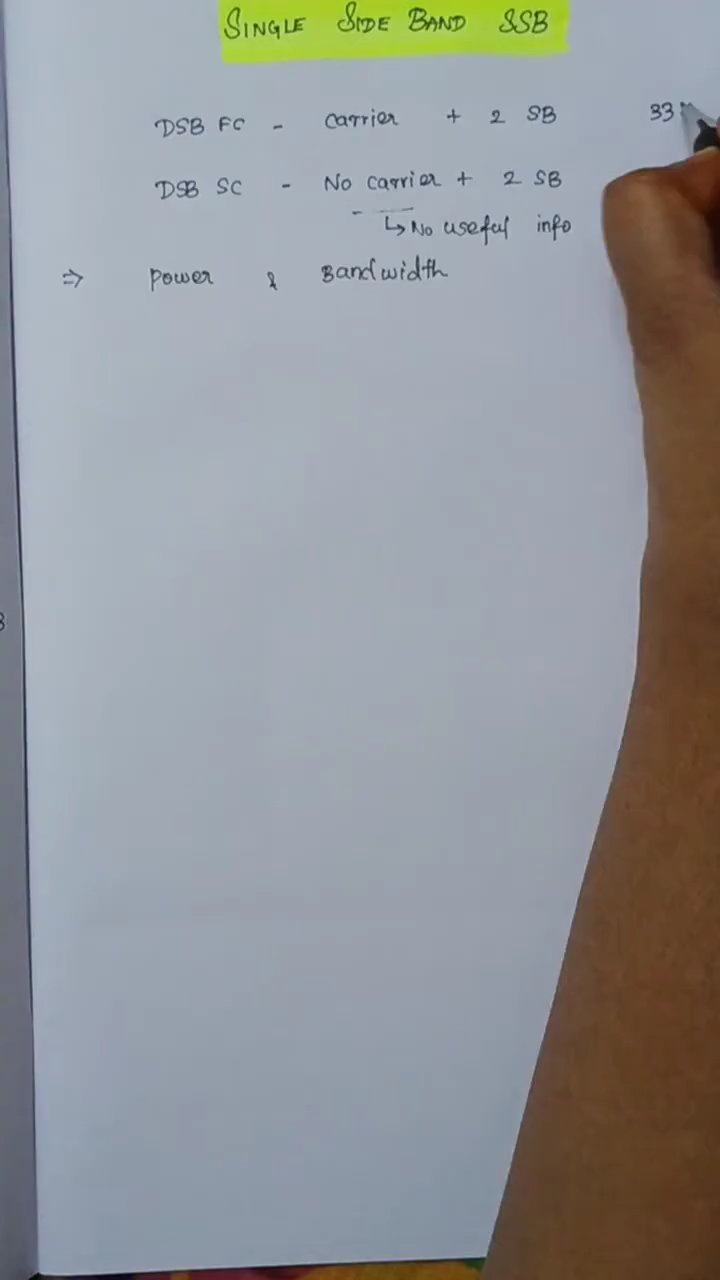 SINGLE SIDE BAND SSB
DSB FC - carrier + 2 SB 33
DSB SC - No carrier + 2 SB
↳ No useful info
⇒ power & Bandwidth